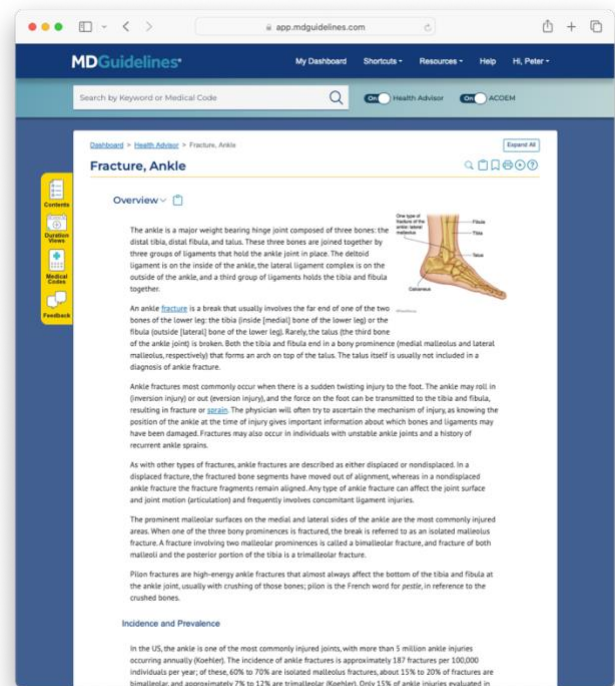 app.mdguidelines.com
MDGuidelines®
My Dashboard Shortcuts Resources Help Hi, Peter
Search by Keyword or Medical Code
On Health Advisor
On ACOEM
Dashboard > Health Advisor > Fracture, Ankle
Expand All
Fracture, Ankle
Contents
Duration
Views
Medical
Codes
Feedback
Overview
One type of
fracture of the
ankle: lateral
malleolus
Fibula
Tibia
Talus
Calcaneus
The ankle is a major weight bearing hinge joint composed of three bones: the
distal tibia, distal fibula, and talus. These three bones are joined together by
three groups of ligaments that hold the ankle joint in place. The deltoid
ligament is on the inside of the ankle, the lateral ligament complex is on the
outside of the ankle, and a third group of ligaments holds the tibia and fibula
together.
An ankle fracture is a break that usually involves the far end of one of the two
bones of the lower leg: the tibia (inside [medial] bone of the lower leg) or the
fibula (outside [lateral] bone of the lower leg). Rarely, the talus (the third bone
of the ankle joint) is broken. Both the tibia and fibula end in a bony prominence (medial malleolus and lateral
malleolus, respectively) that forms an arch on top of the talus. The talus itself is usually not included in a
diagnosis of ankle fracture.
Ankle fractures most commonly occur when there is a sudden twisting injury to the foot. The ankle may roll in
(inversion injury) or out (eversion injury), and the force on the foot can be transmitted to the tibia and fibula,
resulting in fracture or sprain. The physician will often try to ascertain the mechanism of injury, as knowing the
position of the ankle at the time of injury gives important information about which bones and ligaments may
have been damaged. Fractures may also occur in individuals with unstable ankle joints and a history of
recurrent ankle sprains.
As with other types of fractures, ankle fractures are described as either displaced or nondisplaced. In a
displaced fracture, the fractured bone segments have moved out of alignment, whereas in a nondisplaced
ankle fracture the fracture fragments remain aligned. Any type of ankle fracture can affect the joint surface
and joint motion (articulation) and frequently involves concomitant ligament injuries.
The prominent malleolar surfaces on the medial and lateral sides of the ankle are the most commonly injured
areas. When one of the three bony prominences is fractured, the break is referred to as an isolated malleolus
fracture. A fracture involving two malleolar prominences is called a bimalleolar fracture, and fracture of both
malleoli and the posterior portion of the tibia is a trimalleolar fracture.
Pilon fractures are high-energy ankle fractures that almost always affect the bottom of the tibia and fibula at
the ankle joint, usually with crushing of those bones; pilon is the French word for pestle, in reference to the
crushed bones.
Incidence and Prevalence
In the US, the ankle is one of the most commonly injured joints, with more than 5 million ankle injuries
occurring annually (Koehler). The incidence of ankle fractures is approximately 187 fractures per 100,000
individuals per year; of these, 60% to 70% are isolated malleolus fractures, about 15% to 20% of fractures are
bimalleolar, and approximately 7% to 12% are trimalleolar (Koehler). Only 15% of ankle injuries evaluated in